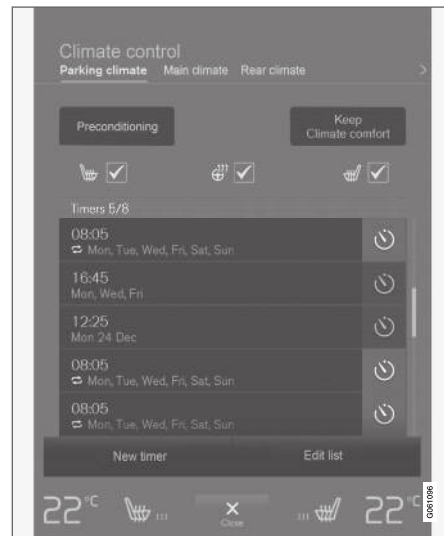 Climate control
Parking climate Main climate Rear climate
Preconditioning
Keep
Climate comfort
Timers 5/8
08:05
Mon, Tue, Wed, Fri, Sat, Sun
16:45
Mon, Wed, Fri
12:25
Mon 24 Dec
08:05
Mon, Tue, Wed, Fri, Sat, Sun
08:05
Mon, Tue, Wed, Fri, Sat, Sun
New timer Edit list
22°C 22°C
Close
G061096